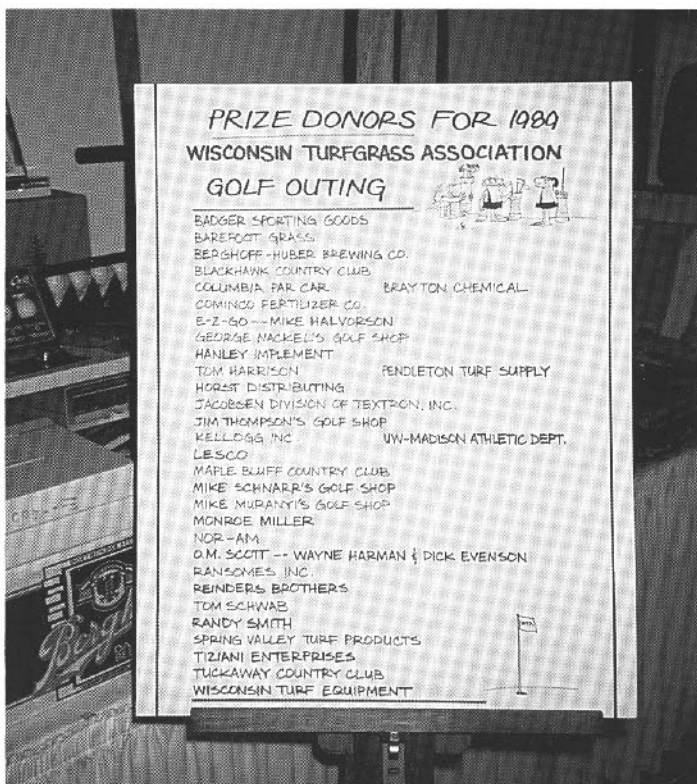 PRIZE DONORS FOR 1989
WISCONSIN TURFGRASS ASSOCIATION
GOLF OUTING
BADGER SPORTING GOODS
BAREFOOT GRASS
BERGHOFF-HUBER BREWING CO.
BLACKHAWK COUNTRY CLUB
COLUMBIA PAR CAR BRAYTON CHEMICAL
COMINCO FERTILIZER CO.
E-Z-GO -- MIKE HALVORSON
GEORGE NACKEL'S GOLF SHOP
HANLEY IMPLEMENT
TOM HARRISON PENDLETON TURF SUPPLY
HORST DISTRIBUTING
JACOBSEN DIVISION OF TEXTRON, INC.
JIM THOMPSON'S GOLF SHOP
KELLOGG INC UW-MADISON ATHLETIC DEPT.
LESCO
MAPLE BLUFF COUNTRY CLUB
MIKE SCHNARR'S GOLF SHOP
MIKE MURANYI'S GOLF SHOP
MONROE MILLER
NOR-AM
O.M. SCOTT -- WAYNE HARMAN & DICK EVENSON
RANSOMES INC.
REINDERS BROTHERS
TOM SCHWAB
RANDY SMITH
SPRING VALLEY TURF PRODUCTS
TIZIANI ENTERPRISES
TUCKAWAY COUNTRY CLUB
WISCONSIN TURF EQUIPMENT